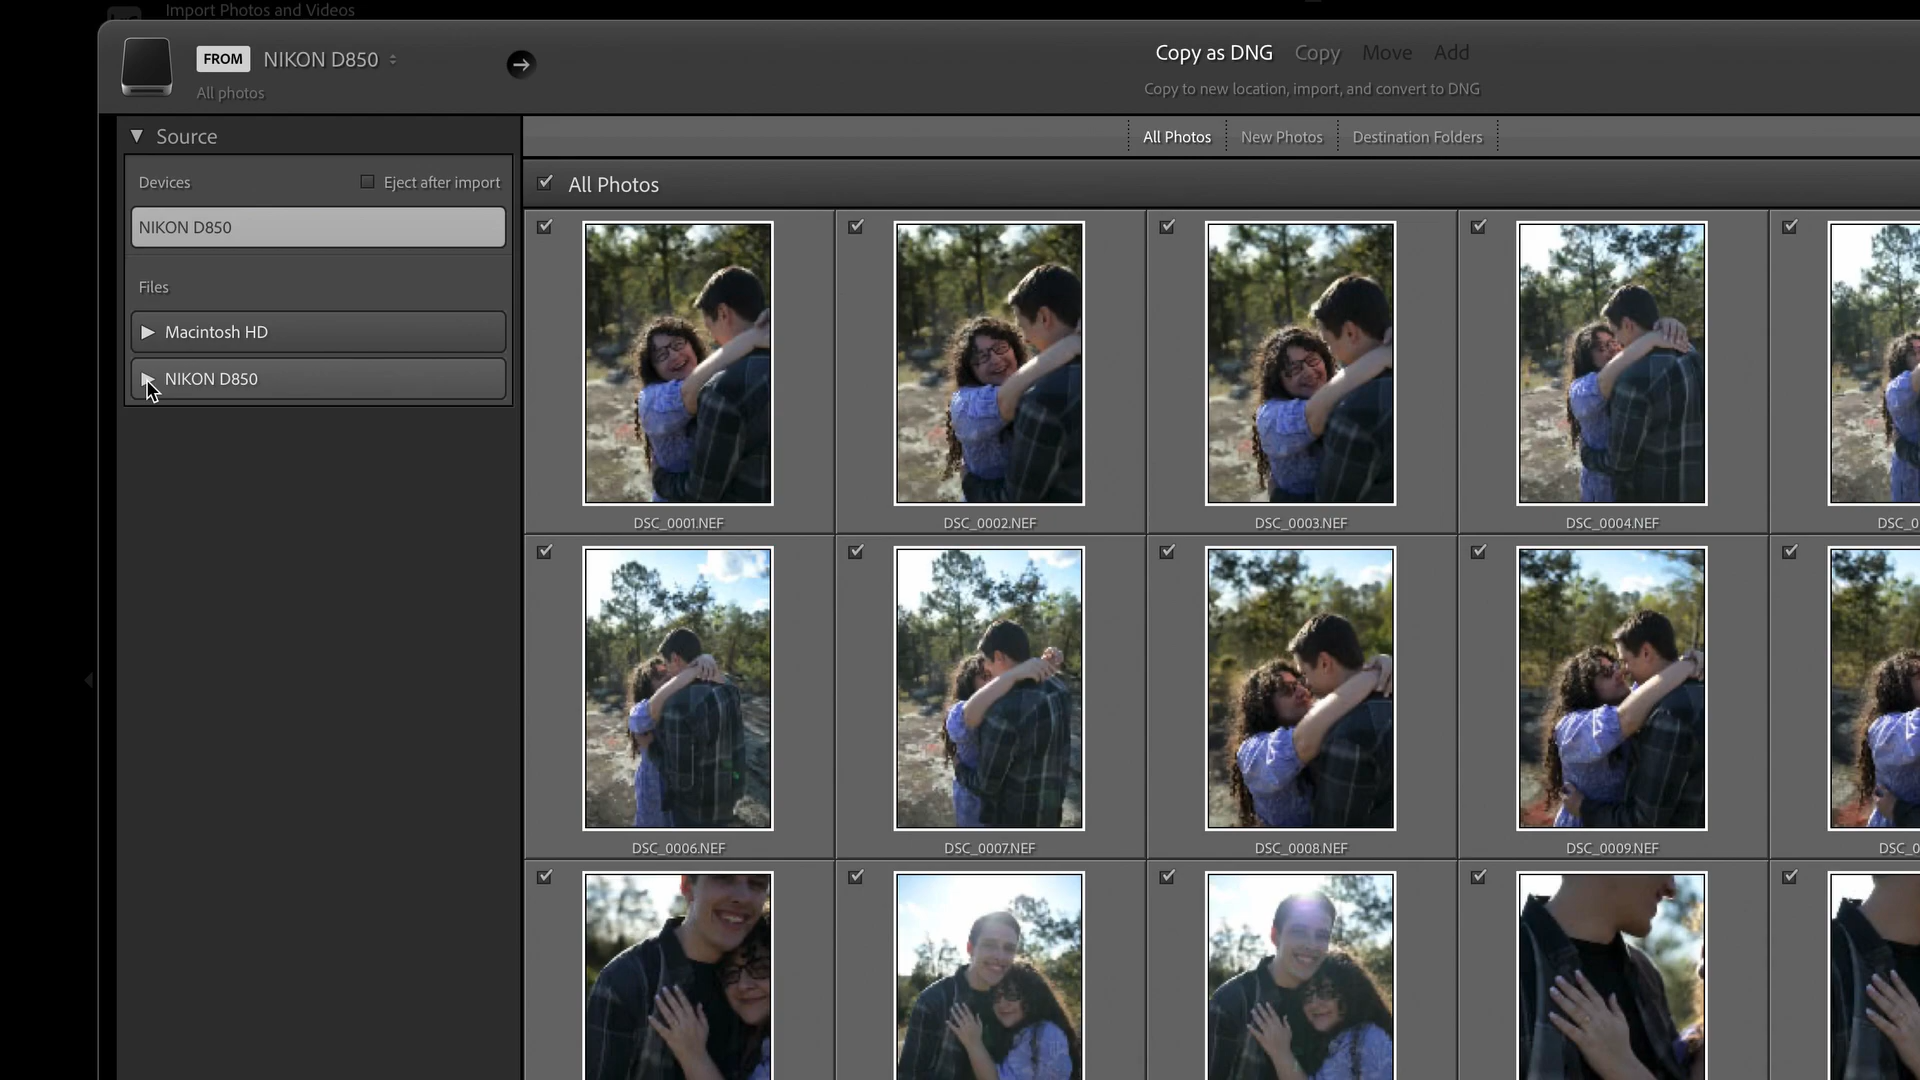 Import Photos and Videos
FROM NIKON D850
All photos
Copy as DNG Copy Move Add
Copy to new location, import, and convert to DNG
Source
All Photos New Photos Destination Folders
Devices Eject after import
All Photos
NIKON D850
Files
Macintosh HD
NIKON D850
DSC_0001.NEF DSC_0002.NEF DSC_0003.NEF DSC_0004.NEF
DSC_0006.NEF DSC_0007.NEF DSC_0008.NEF DSC_0009.NEF